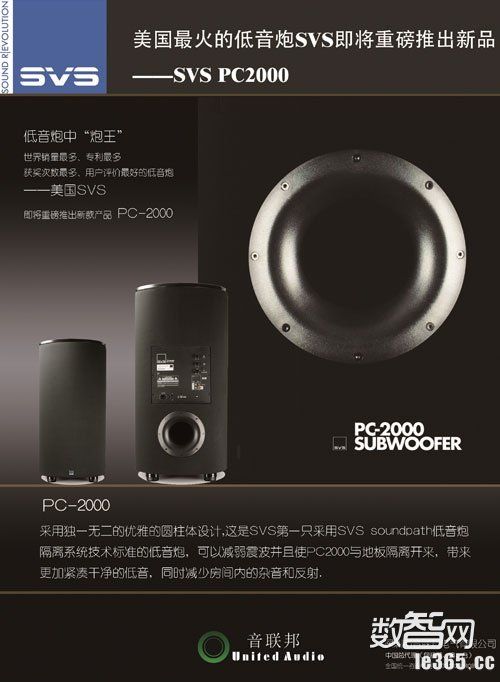 SOUND R|EVOLUTION
SVS
美国最火的低音炮SVS即将重磅推出新品
——SVS PC2000
低音炮中“炮王”
世界销量最多、专利最多
获奖次数最多、用户评价最好的低音炮
——美国SVS
即将重磅推出新款产品 PC-2000
PC-2000
SVS SUBWOOFER
PC-2000
采用独一无二的优雅的圆柱体设计,这是SVS第一只采用SVS soundpath低音炮
隔离系统技术标准的低音炮，可以减弱震波并且使PC2000与地板隔离开来，带来
更加紧凑干净的低音，同时减少房间内的杂音和反射.
音联邦
United Audio
数智网
le365.cc